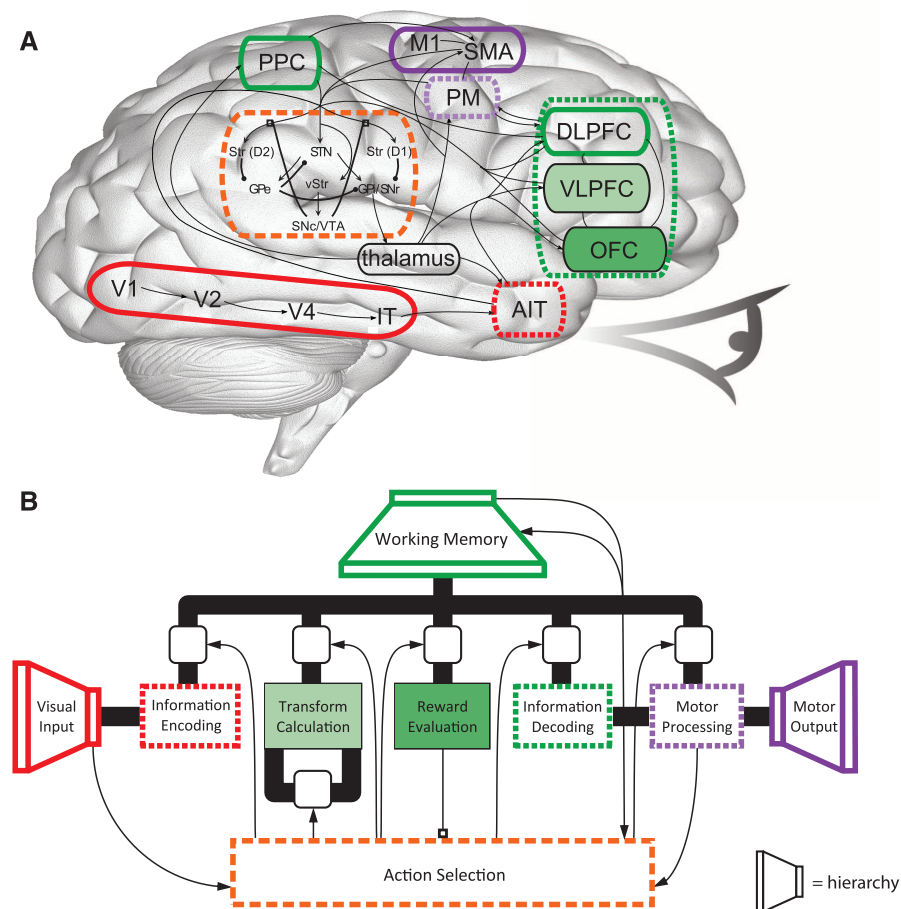 A
PPC
M1
SMA
PM
DLPFC
VLPFC
OFC
Str (D2)
STN
Str (D1)
GPe
vStr
GPi/SNr
SNc/VTA
thalamus
V1
V2
V4
IT
AIT
B
Working Memory
Visual
Input
Information
Encoding
Transform
Calculation
Reward
Evaluation
Information
Decoding
Motor
Processing
Motor
Output
Action Selection
= hierarchy